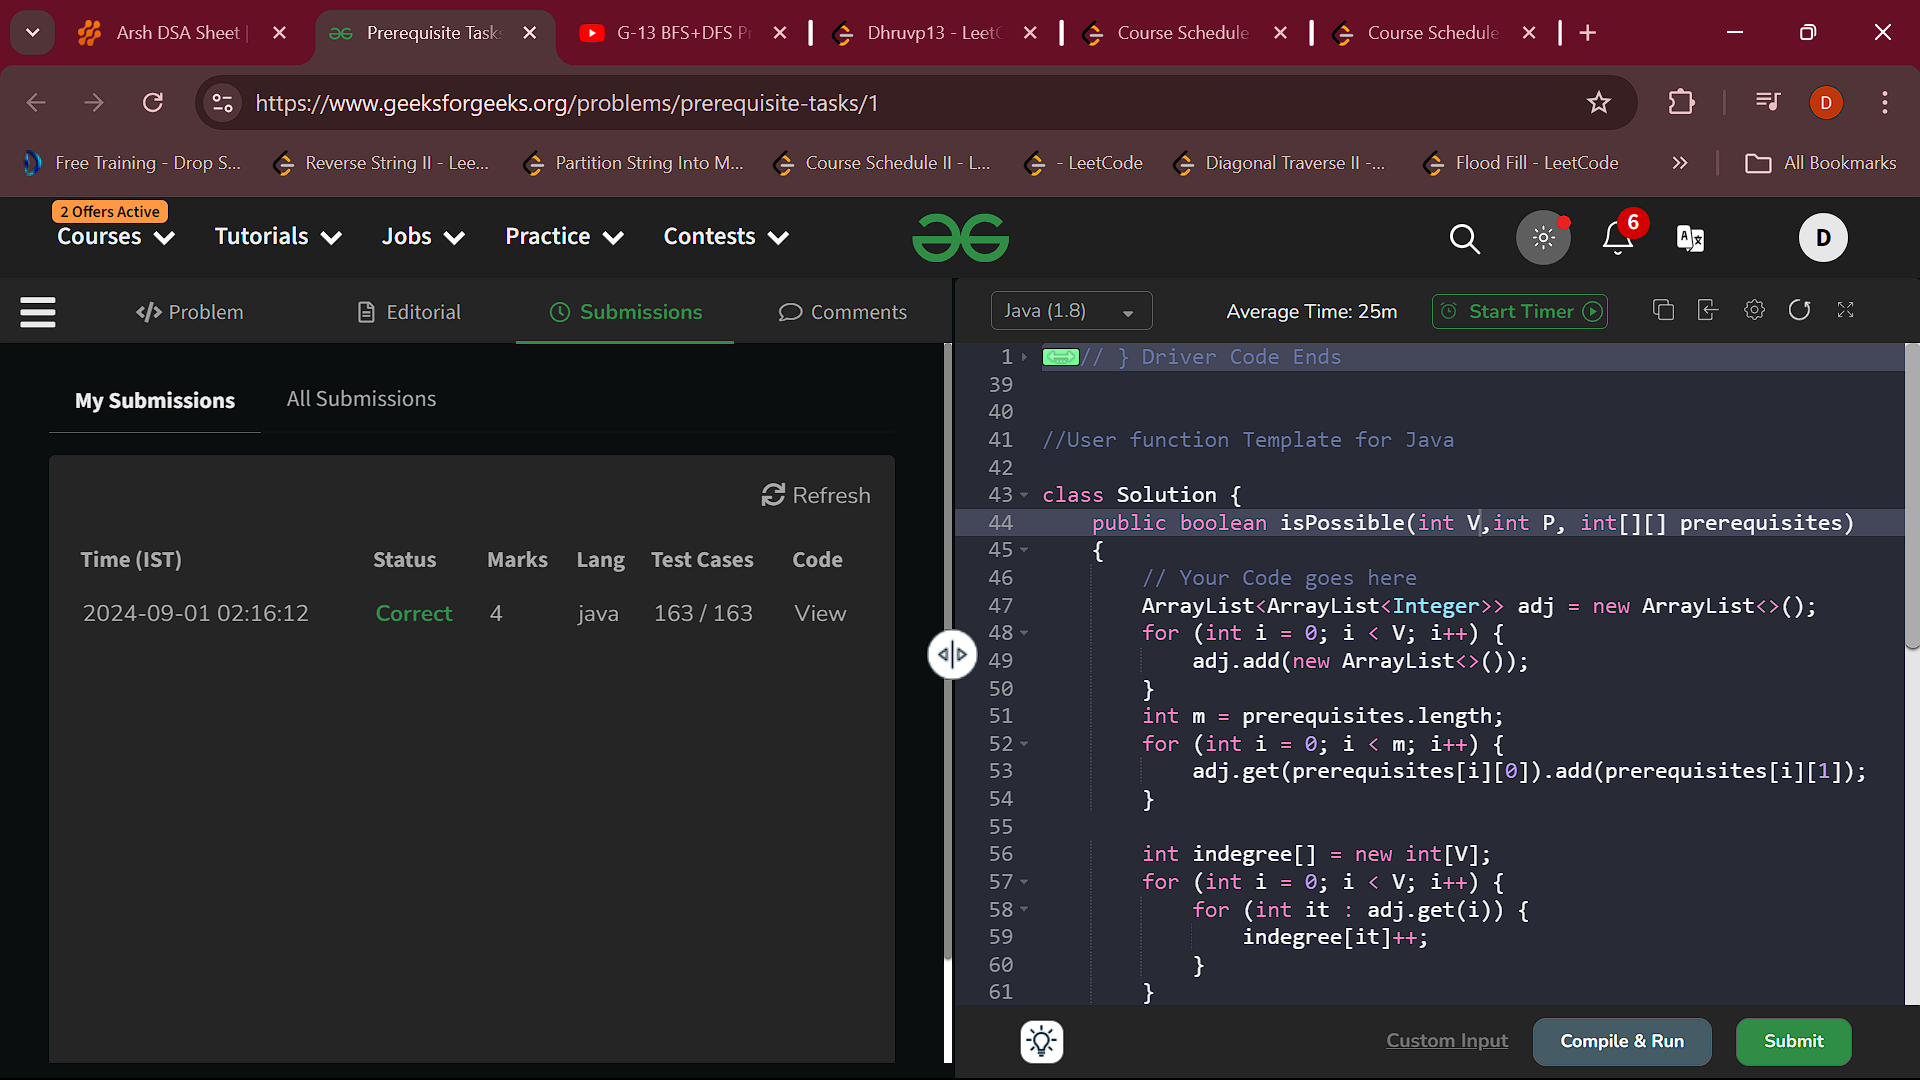 Arsh DSA Sheet |
Prerequisite Task
G-13 BFS+DFS P
Dhruvp13 - Leet
Course Schedule
Course Schedule
https://www.geeksforgeeks.org/problems/prerequisite-tasks/1
D
Free Training - Drop S...
Reverse String II - Lee...
Partition String Into M...
Course Schedule II - L...
- LeetCode
Diagonal Traverse II -...
Flood Fill - LeetCode
All Bookmarks
2 Offers Active
Courses
Tutorials
Jobs
Practice
Contests
6
D
Problem
Editorial
Submissions
Comments
Java (1.8)
Average Time: 25m
Start Timer
My Submissions
All Submissions
Refresh
Time (IST) Status Marks Lang Test Cases Code
2024-09-01 02:16:12 Correct 4 java 163 / 163 View
1 // } Driver Code Ends
39
40
41 //User function Template for Java
42
43 class Solution {
44 public boolean isPossible(int V,int P, int[][] prerequisites)
45 {
46 // Your Code goes here
47 ArrayList<ArrayList<Integer>> adj = new ArrayList<>();
48 for (int i = 0; i < V; i++) {
49 adj.add(new ArrayList<>());
50 }
51 int m = prerequisites.length;
52 for (int i = 0; i < m; i++) {
53 adj.get(prerequisites[i][0]).add(prerequisites[i][1]);
54 }
55
56 int indegree[] = new int[V];
57 for (int i = 0; i < V; i++) {
58 for (int it : adj.get(i)) {
59 indegree[it]++;
60 }
61 }
Custom Input
Compile & Run
Submit